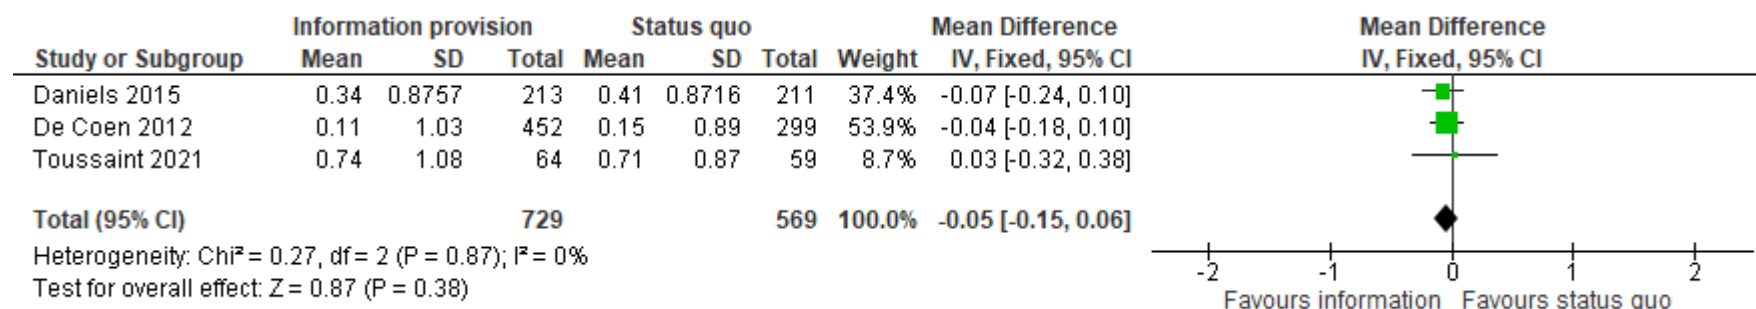 Information provision Status quo Mean Difference Mean Difference
Study or Subgroup Mean SD Total Mean SD Total Weight IV, Fixed, 95% CI IV, Fixed, 95% CI
Daniels 2015 0.34 0.8757 213 0.41 0.8716 211 37.4% -0.07 [-0.24, 0.10]
De Coen 2012 0.11 1.03 452 0.15 0.89 299 53.9% -0.04 [-0.18, 0.10]
Toussaint 2021 0.74 1.08 64 0.71 0.87 59 8.7% 0.03 [-0.32, 0.38]
Total (95% CI) 729 569 100.0% -0.05 [-0.15, 0.06]
Heterogeneity: Chi² = 0.27, df = 2 (P = 0.87); I² = 0%
Test for overall effect: Z = 0.87 (P = 0.38)
-2 -1 0 1 2
Favours information Favours status quo